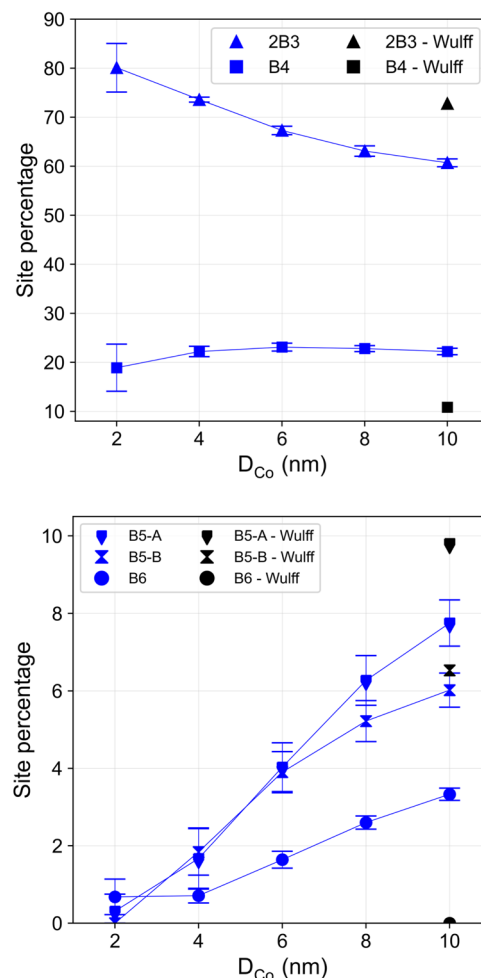 90
80
70
60
50
40
30
20
10
Site percentage
2B3
2B3 - Wulff
B4
B4 - Wulff
2
4
6
8
10
D_Co (nm)
10
8
6
4
2
0
Site percentage
B5-A
B5-A - Wulff
B5-B
B5-B - Wulff
B6
B6 - Wulff
2
4
6
8
10
D_Co (nm)